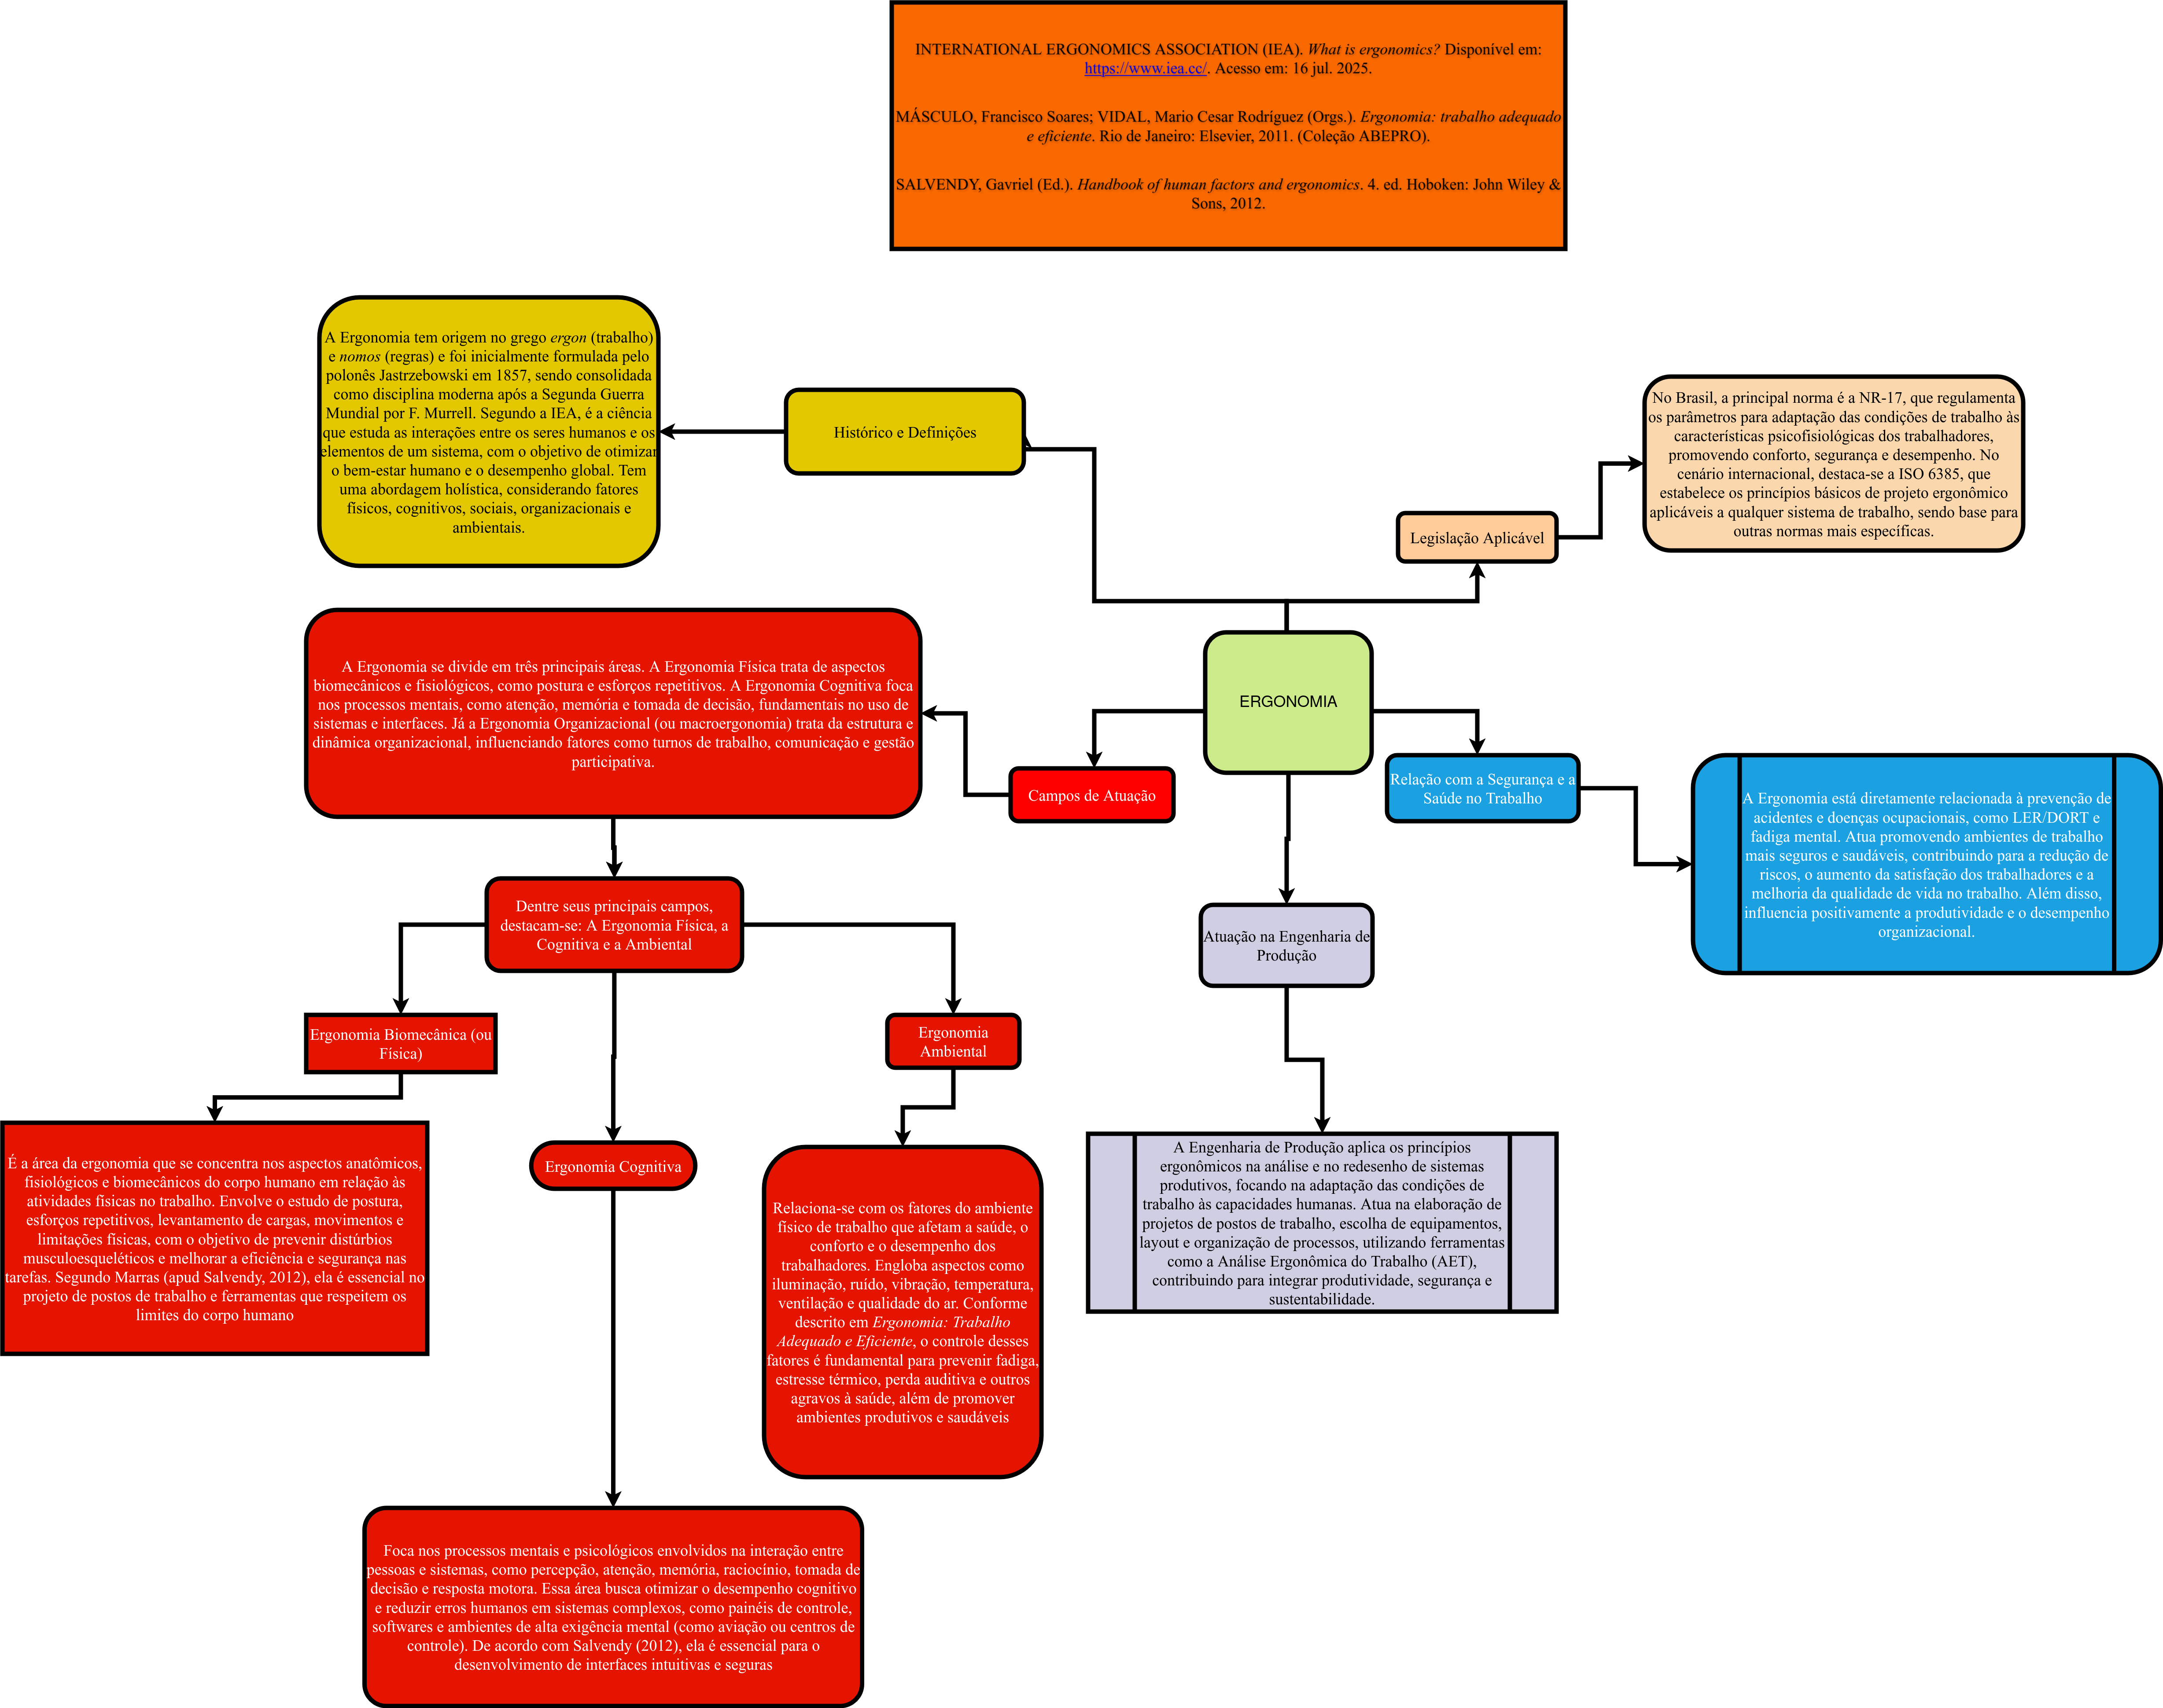 INTERNATIONAL ERGONOMICS ASSOCIATION (IEA). What is ergonomics? Disponível em:
https://www.iea.cc/. Acesso em: 16 jul. 2025.
MÁSCULO, Francisco Soares; VIDAL, Mario Cesar Rodríguez (Orgs.). Ergonomia: trabalho adequado
e eficiente. Rio de Janeiro: Elsevier, 2011. (Coleção ABEPRO).
SALVENDY, Gavriel (Ed.). Handbook of human factors and ergonomics. 4. ed. Hoboken: John Wiley &
Sons, 2012.
A Ergonomia tem origem no grego ergon (trabalho)
e nomos (regras) e foi inicialmente formulada pelo
polonês Jastrzebowski em 1857, sendo consolidada
como disciplina moderna após a Segunda Guerra
Mundial por F. Murrell. Segundo a IEA, é a ciência
que estuda as interações entre os seres humanos e os
elementos de um sistema, com o objetivo de otimizar
o bem-estar humano e o desempenho global. Tem
uma abordagem holística, considerando fatores
físicos, cognitivos, sociais, organizacionais e
ambientais.
Histórico e Definições
No Brasil, a principal norma é a NR-17, que regulamenta
os parâmetros para adaptação das condições de trabalho às
características psicofisiológicas dos trabalhadores,
promovendo conforto, segurança e desempenho. No
cenário internacional, destaca-se a ISO 6385, que
estabelece os princípios básicos de projeto ergonômico
aplicáveis a qualquer sistema de trabalho, sendo base para
outras normas mais específicas.
Legislação Aplicável
A Ergonomia se divide em três principais áreas. A Ergonomia Física trata de aspectos
biomecânicos e fisiológicos, como postura e esforços repetitivos. A Ergonomia Cognitiva foca
nos processos mentais, como atenção, memória e tomada de decisão, fundamentais no uso de
sistemas e interfaces. Já a Ergonomia Organizacional (ou macroergonomia) trata da estrutura e
dinâmica organizacional, influenciando fatores como turnos de trabalho, comunicação e gestão
participativa.
ERGONOMIA
Campos de Atuação
Relação com a Segurança e a
Saúde no Trabalho
A Ergonomia está diretamente relacionada à prevenção de
acidentes e doenças ocupacionais, como LER/DORT e
fadiga mental. Atua promovendo ambientes de trabalho
mais seguros e saudáveis, contribuindo para a redução de
riscos, o aumento da satisfação dos trabalhadores e a
melhoria da qualidade de vida no trabalho. Além disso,
influencia positivamente a produtividade e o desempenho
organizacional.
Dentre seus principais campos,
destacam-se: A Ergonomia Física, a
Cognitiva e a Ambiental
Atuação na Engenharia de
Produção
Ergonomia Biomecânica (ou
Física)
Ergonomia
Ambiental
É a área da ergonomia que se concentra nos aspectos anatômicos,
fisiológicos e biomecânicos do corpo humano em relação às
atividades físicas no trabalho. Envolve o estudo de postura,
esforços repetitivos, levantamento de cargas, movimentos e
limitações físicas, com o objetivo de prevenir distúrbios
musculoesqueléticos e melhorar a eficiência e segurança nas
tarefas. Segundo Marras (apud Salvendy, 2012), ela é essencial no
projeto de postos de trabalho e ferramentas que respeitem os
limites do corpo humano
Ergonomia Cognitiva
Relaciona-se com os fatores do ambiente
físico de trabalho que afetam a saúde, o
conforto e o desempenho dos
trabalhadores. Engloba aspectos como
iluminação, ruído, vibração, temperatura,
ventilação e qualidade do ar. Conforme
descrito em Ergonomia: Trabalho
Adequado e Eficiente, o controle desses
fatores é fundamental para prevenir fadiga,
estresse térmico, perda auditiva e outros
agravos à saúde, além de promover
ambientes produtivos e saudáveis
A Engenharia de Produção aplica os princípios
ergonômicos na análise e no redesenho de sistemas
produtivos, focando na adaptação das condições de
trabalho às capacidades humanas. Atua na elaboração de
projetos de postos de trabalho, escolha de equipamentos,
layout e organização de processos, utilizando ferramentas
como a Análise Ergonômica do Trabalho (AET),
contribuindo para integrar produtividade, segurança e
sustentabilidade.
Foca nos processos mentais e psicológicos envolvidos na interação entre
pessoas e sistemas, como percepção, atenção, memória, raciocínio, tomada de
decisão e resposta motora. Essa área busca otimizar o desempenho cognitivo
e reduzir erros humanos em sistemas complexos, como painéis de controle,
softwares e ambientes de alta exigência mental (como aviação ou centros de
controle). De acordo com Salvendy (2012), ela é essencial para o
desenvolvimento de interfaces intuitivas e seguras